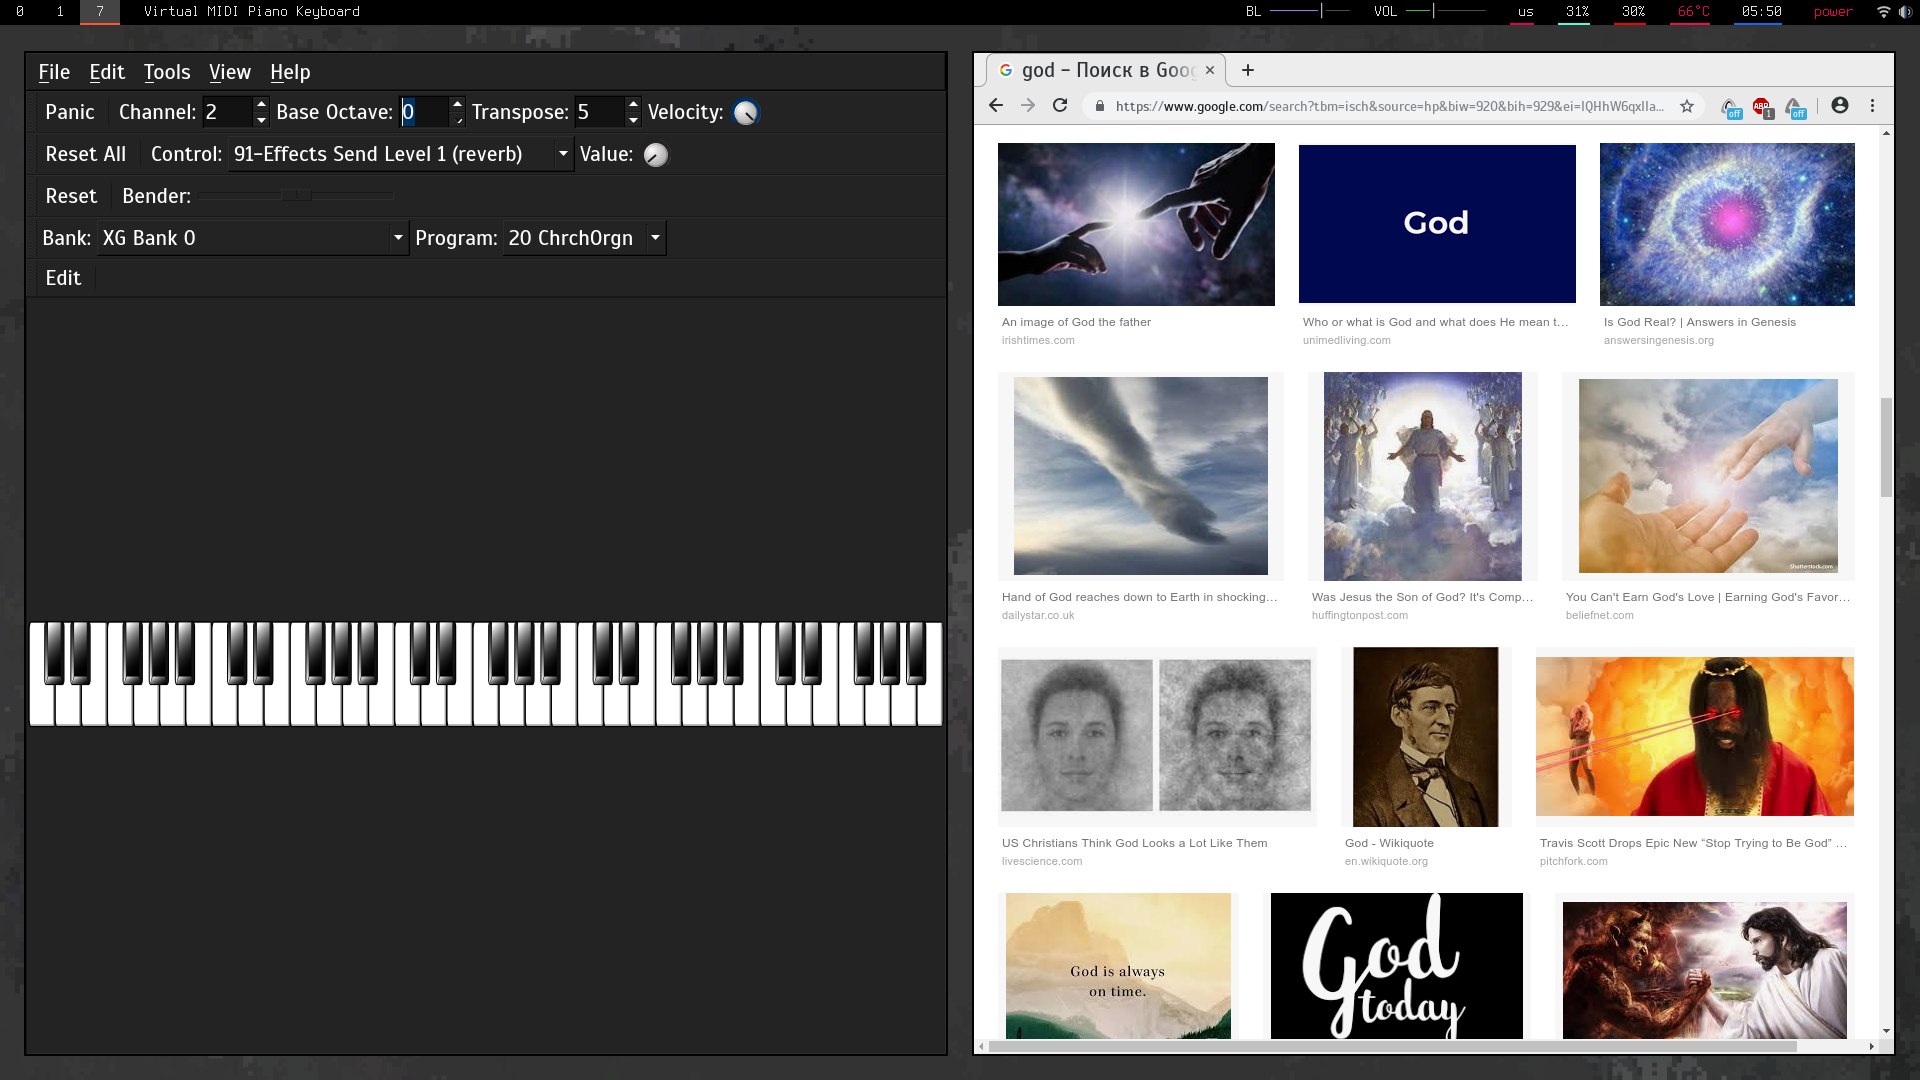 0 1 7 Virtual MIDI Piano Keyboard BL VOL us 31% 30% 66°C 05:50 power
File Edit Tools View Help
Panic Channel: 2 Base Octave: 0 Transpose: 5 Velocity:
Reset All Control: 91-Effects Send Level 1 (reverb) Value:
Reset Bender:
Bank: XG Bank 0 Program: 20 ChrchOrgn
Edit
god - Поиск в Goog
https://www.google.com/search?tbm=isch&source=hp&biw=920&bih=929&ei=IQHhW6qxIIa...
off ABP 1 off
God
An image of God the father
irishtimes.com
Who or what is God and what does He mean t...
unimedliving.com
Is God Real? | Answers in Genesis
answersingenesis.org
Shutterstock.com
Hand of God reaches down to Earth in shocking...
dailystar.co.uk
Was Jesus the Son of God? It's Comp...
huffingtonpost.com
You Can't Earn God's Love | Earning God's Favor...
beliefnet.com
US Christians Think God Looks a Lot Like Them
livescience.com
God - Wikiquote
en.wikiquote.org
Travis Scott Drops Epic New “Stop Trying to Be God” ...
pitchfork.com
God is always
on time.
God
today